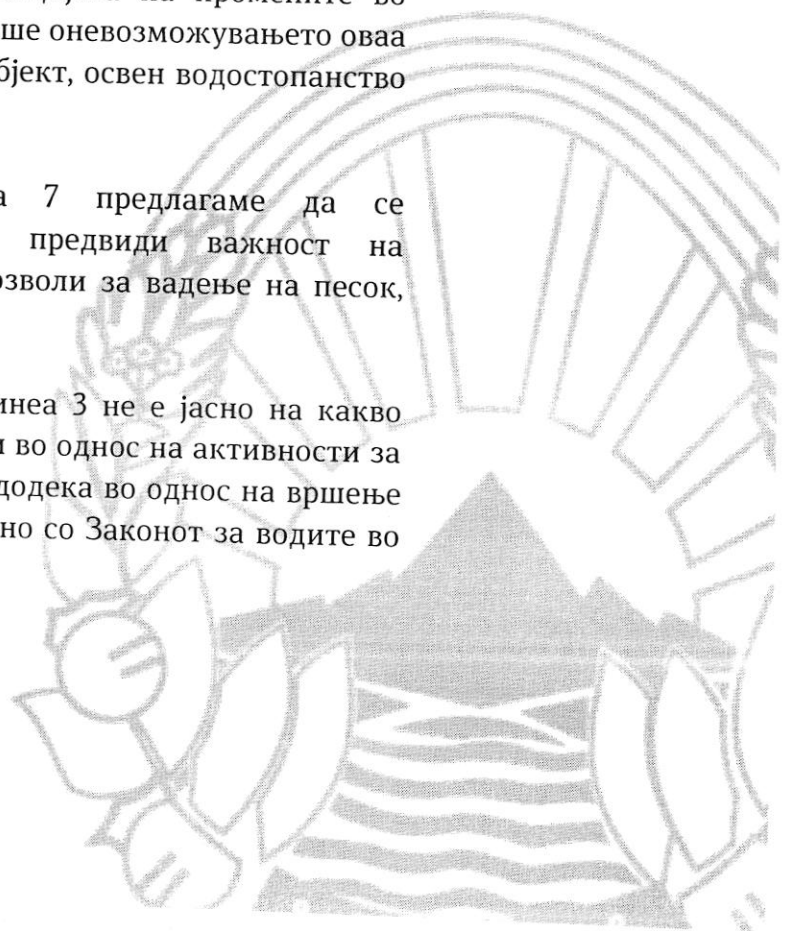 на промените во
ше оневозможувањето оваа
бјект, освен водостопанство
а 7 предлагаме да се
предвиди важност на
озволи за вадење на песок,
инеа 3 не е јасно на какво
и во однос на активности за
додека во однос на вршење
но со Законот за водите во